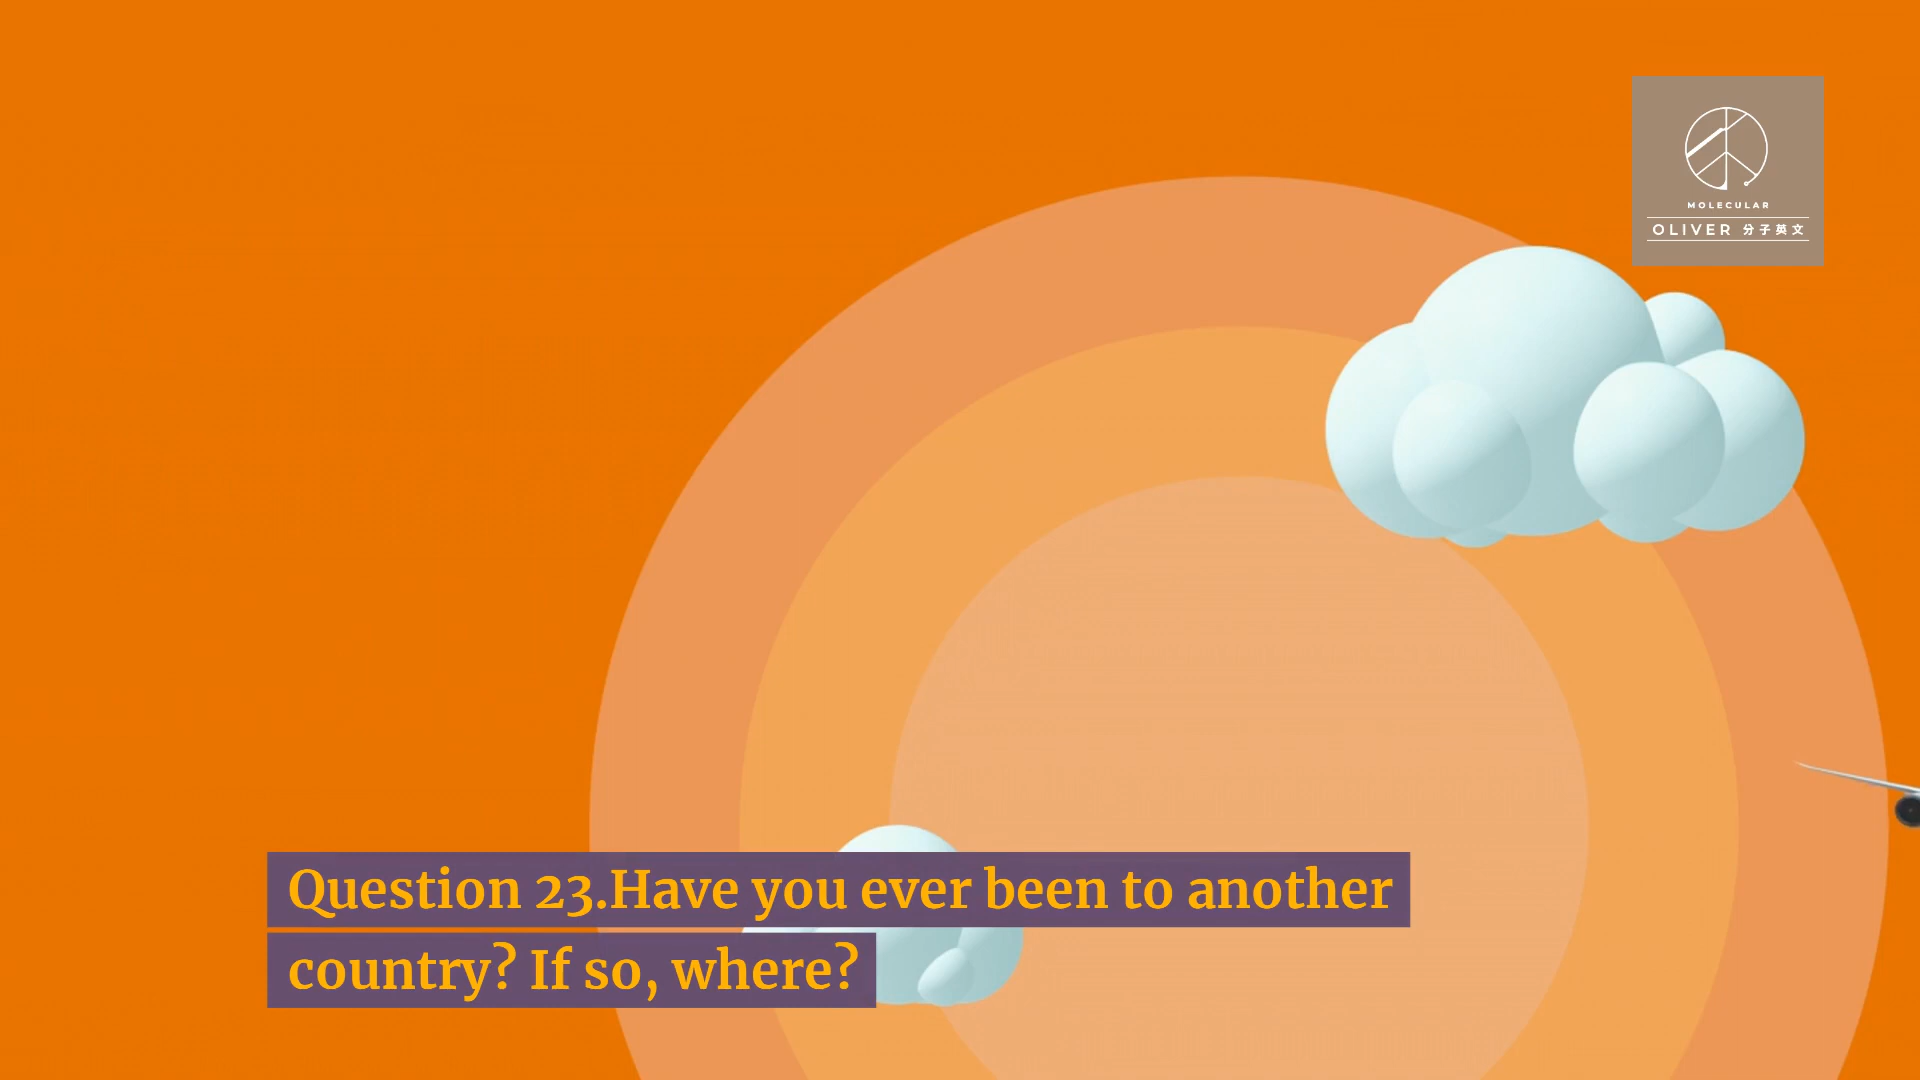 MOLECULAR
OLIVER 分子英文
Question 23.Have you ever been to another
country? If so, where?